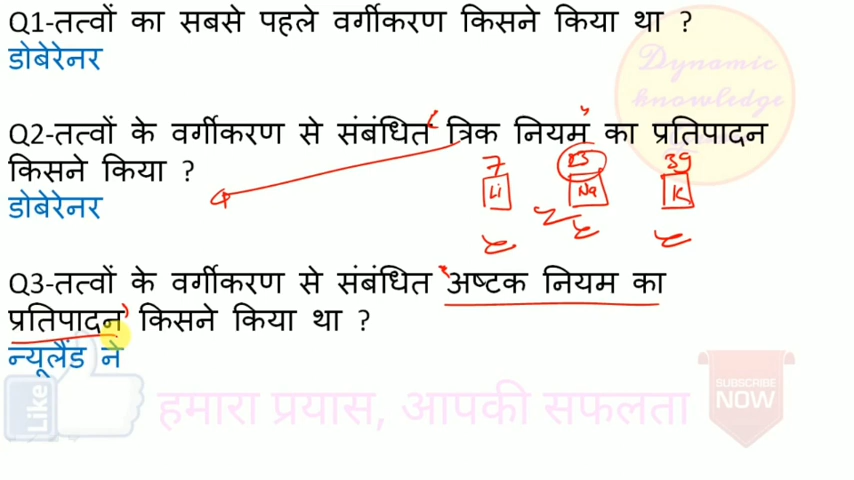 Q1-तत्वों का सबसे पहले वर्गीकरण किसने किया था ?
डोबेरेनर
Dynamic
knowledge
Q2-तत्वों के वर्गीकरण से संबंधित त्रिक नियम का प्रतिपादन
किसने किया ?
7 23 39
Li Na K
डोबेरेनर
Q3-तत्वों के वर्गीकरण से संबंधित अष्टक नियम का
प्रतिपादन किसने किया था ?
न्यूलैंड ने
Like
हमारा प्रयास, आपकी सफलता
SUBSCRIBE
NOW